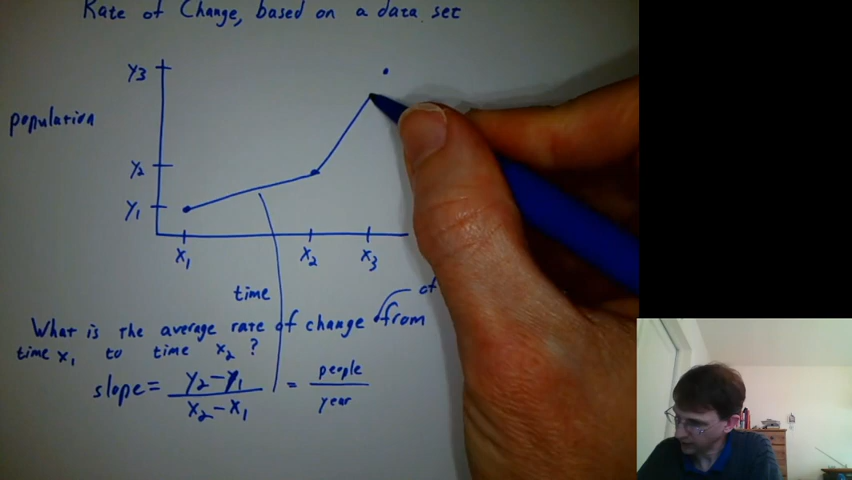 Rate of Change, based on a data set
y3
population
y2
y1
x1 x2 x3
time
of
What is the average rate of change from
time x1 to time x2 ?
slope = y2-y1 / x2-x1 = people / year